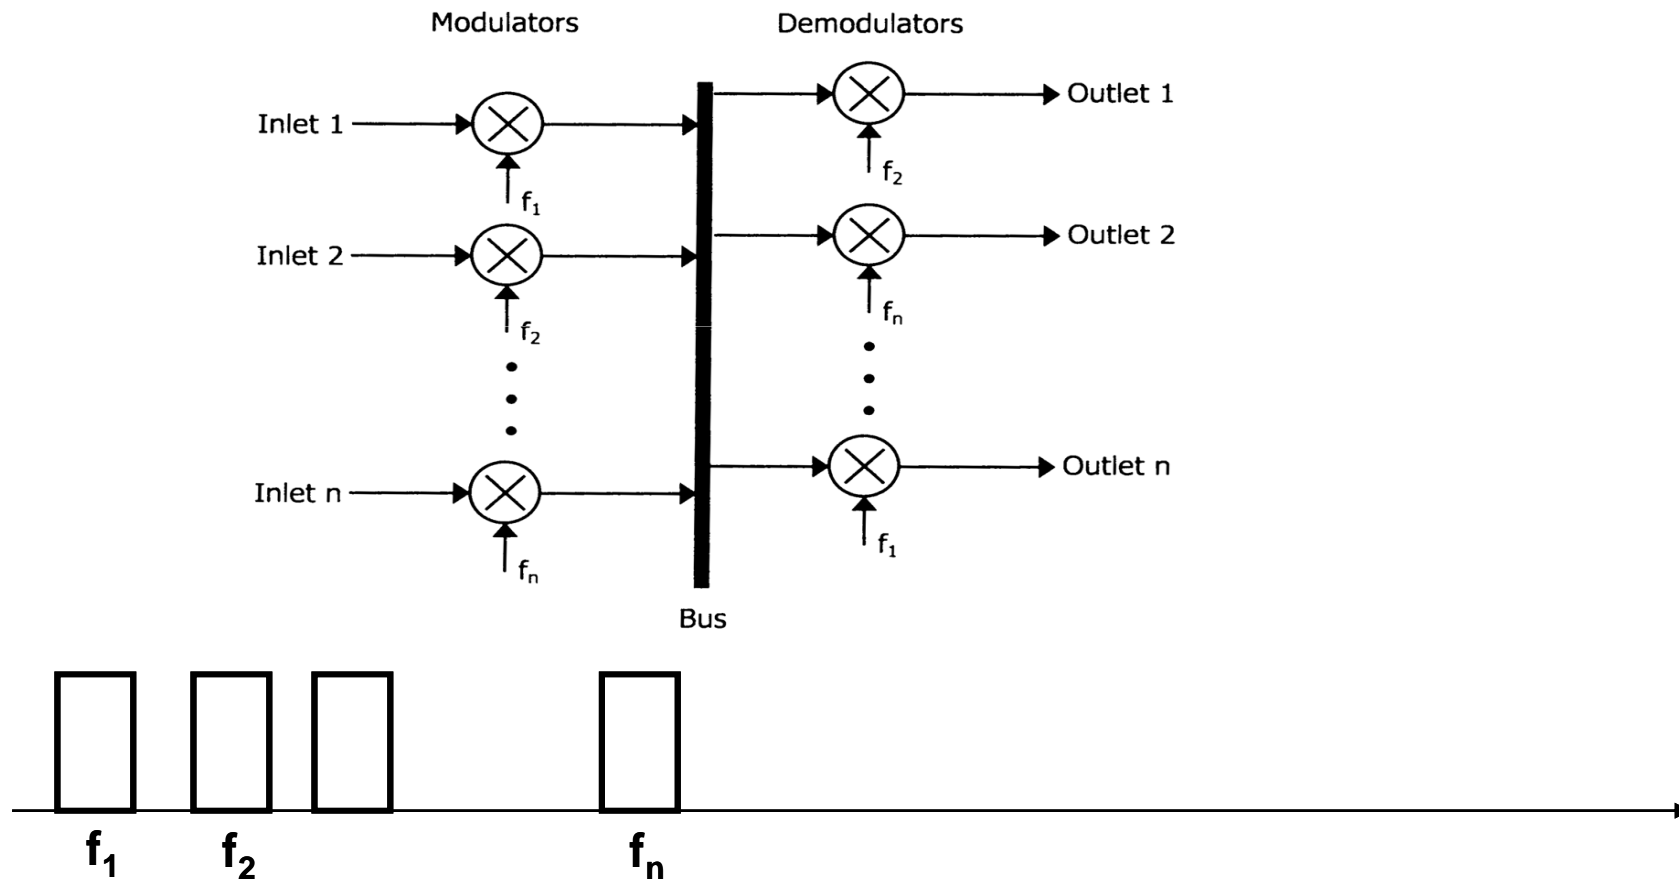 Modulators
Demodulators
Inlet 1
f1
Inlet 2
f2
Inlet n
fn
Outlet 1
f2
Outlet 2
fn
Outlet n
f1
Bus
f1
f2
fn